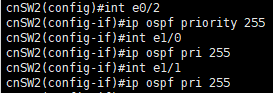 cnSW2(config)#int e0/2
cnSW2(config-if)#ip ospf priority 255
cnSW2(config-if)#int e1/0
cnSW2(config-if)#ip ospf pri 255
cnSW2(config-if)#int e1/1
cnSW2(config-if)#ip ospf pri 255